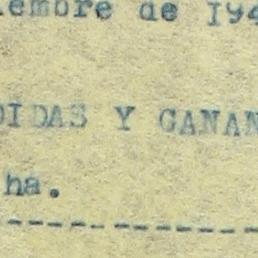 iembre de 194
DIDAS Y GANAN
ha.